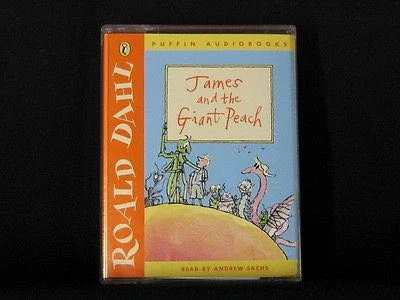 PUFFIN AUDIOBOOKS
ROALD DAHL
James
and the
Giant Peach
READ BY ANDREW SACHS